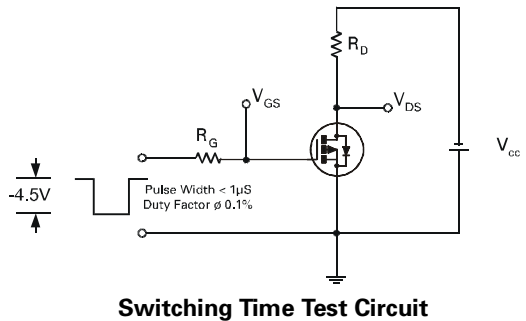 R_D
V_GS
V_DS
R_G
V_cc
-4.5V
Pulse Width < 1µS
Duty Factor ø 0.1%
Switching Time Test Circuit